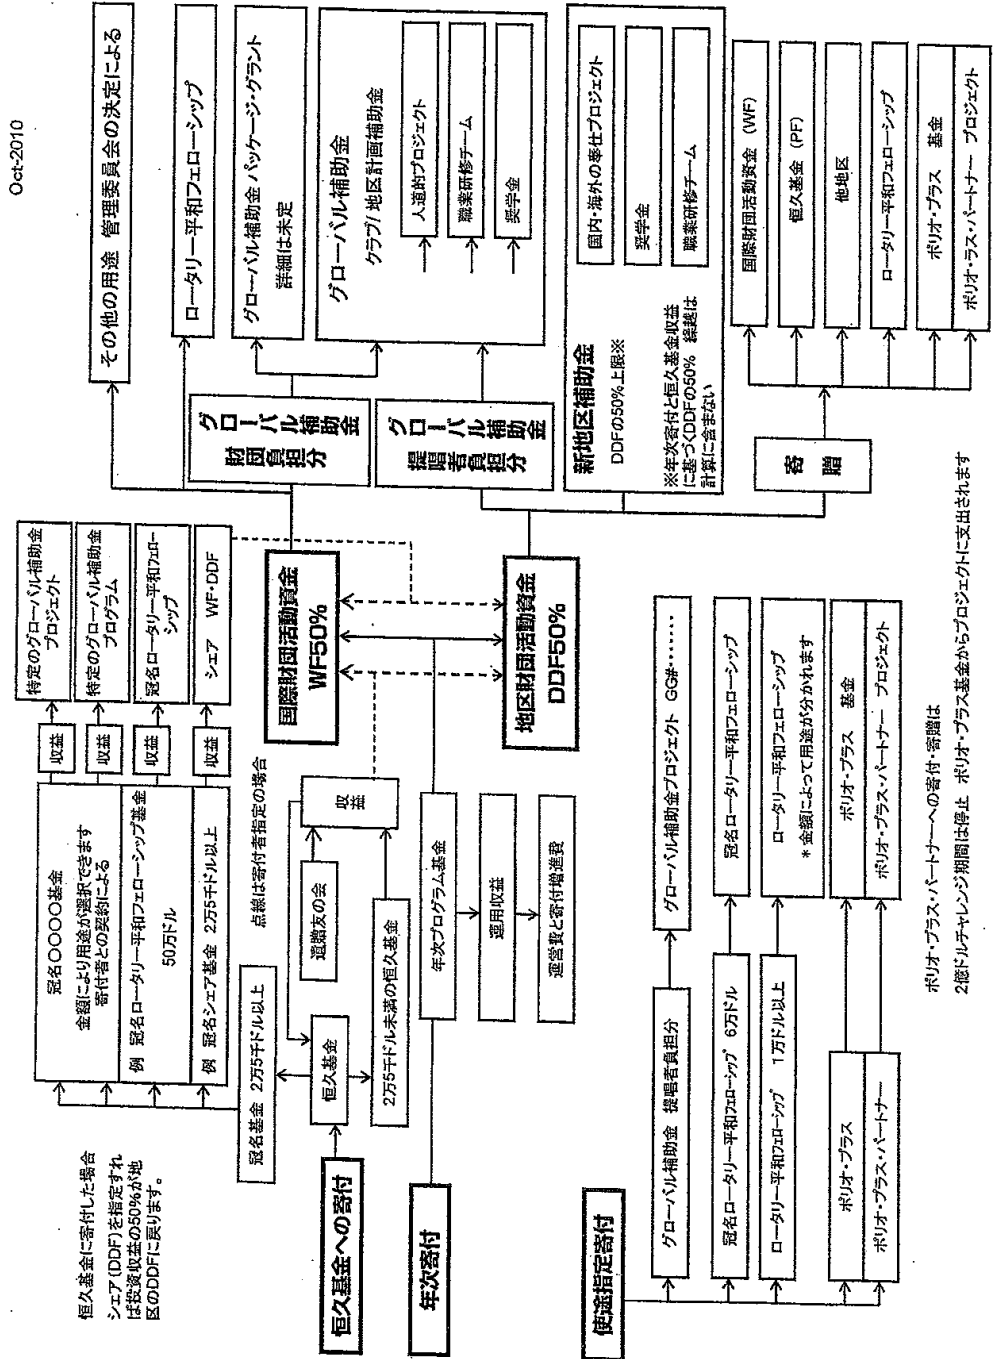 Oct-2010
恒久基金に寄付した場合
シェア(DDF)を指定すれ
ば投資収益の50%が地
区のDDFに戻ります。
恒久基金への寄付
年次寄付
使途指定寄付
冠名基金 2万5千ドル以上
恒久基金
2万5千ドル未満の恒久基金
冠名〇〇〇〇基金
金額により用途が選択できます
寄付者との契約による
例 冠名ロータリー平和フェローシップ基金
50万ドル
例 冠名シェア基金 2万5千ドル以上
収益
収益
収益
収益
特定のグローバル補助金
プロジェクト
特定のグローバル補助金
プログラム
冠名ロータリー平和フェロー
シップ
シェア WF・DDF
点線は寄付者指定の場合
遺贈友の会
収益
年次プログラム基金
運用収益
運営費と寄付増進費
国際財団活動資金
WF50%
地区財団活動資金
DDF50%
グローバル補助金
財団負担分
グローバル補助金
提唱者負担分
寄贈
その他の用途 管理委員会の決定による
ロータリー平和フェローシップ
グローバル補助金 パッケージ・グラント
詳細は未定
グローバル補助金
クラブ/地区計画補助金
人道的プロジェクト
職業研修チーム
奨学金
新地区補助金
DDFの50%上限※
※年次寄付と恒久基金収益
に基づくDDFの50% 繰越は
計算に含まない
国内・海外の奉仕プロジェクト
奨学金
職業研修チーム
国際財団活動資金 (WF)
恒久基金 (PF)
他地区
ロータリー平和フェローシップ
ポリオ・プラス 基金
ポリオ・ラス・パートナー プロジェクト
グローバル補助金 提唱者負担分
冠名ロータリー平和フェローシップ 6万ドル
ロータリー平和フェローシップ 1万ドル以上
ポリオ・プラス
ポリオ・プラス・パートナー
グローバル補助金プロジェクト GG#‥‥‥
冠名ロータリー平和フェローシップ
ロータリー平和フェローシップ
*金額によって用途が分かれます
ポリオ・プラス 基金
ポリオ・プラス・パートナー プロジェクト
ポリオ・プラス・パートナーへの寄付・寄贈は
2億ドルチャレンジ期間は停止 ポリオ・プラス基金からプロジェクトに支出されます